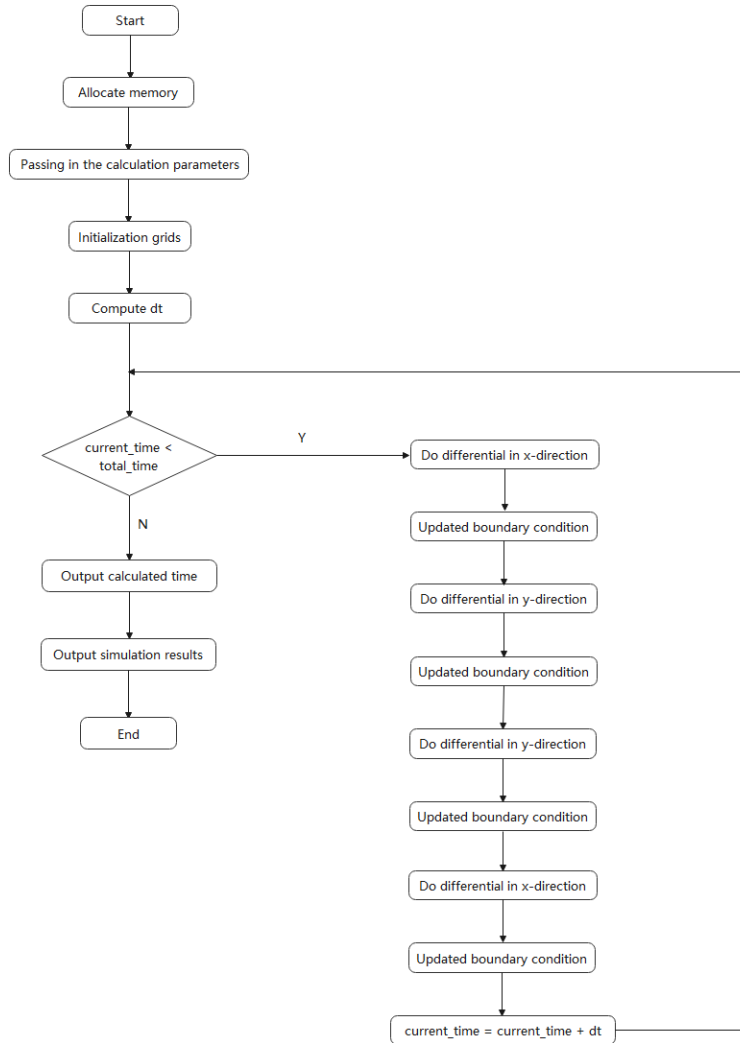 Start
Allocate memory
Passing in the calculation parameters
Initialization grids
Compute dt
current_time <
total_time
Y
N
Output calculated time
Output simulation results
End
Do differential in x-direction
Updated boundary condition
Do differential in y-direction
Updated boundary condition
Do differential in y-direction
Updated boundary condition
Do differential in x-direction
Updated boundary condition
current_time = current_time + dt